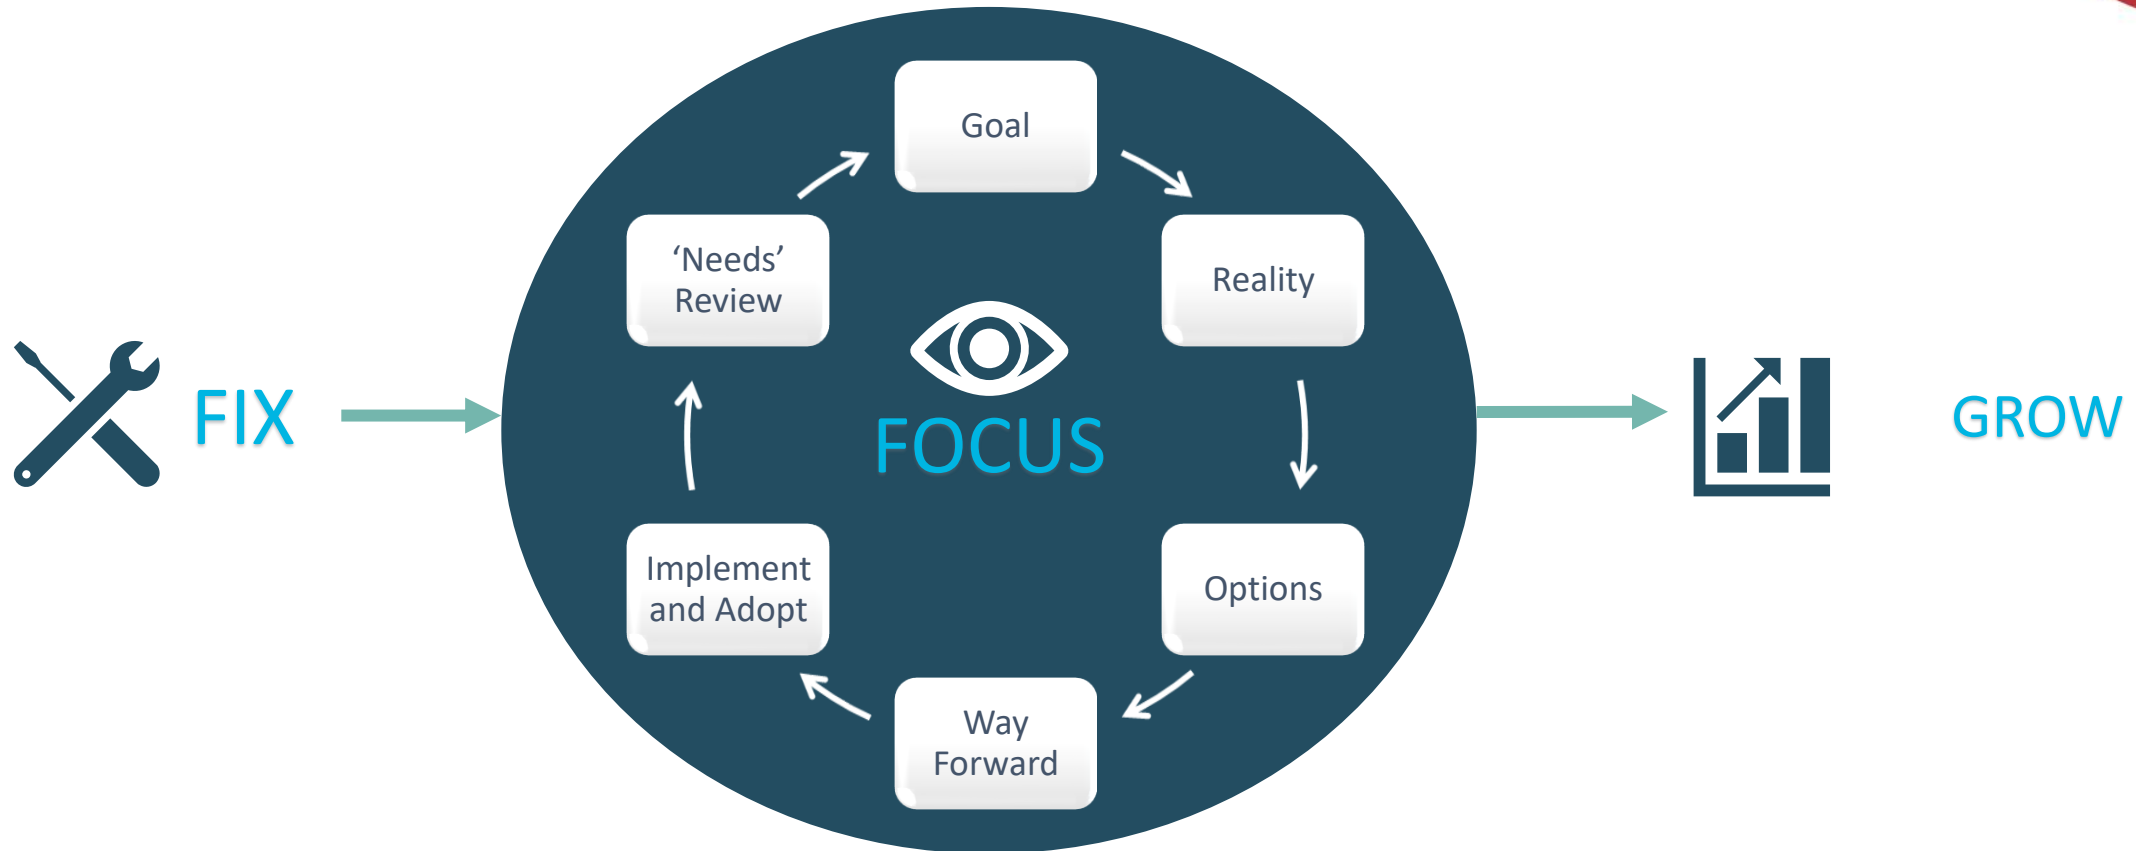 FIX
Goal
Reality
Options
Way
Forward
Implement
and Adopt
‘Needs’
Review
FOCUS
GROW